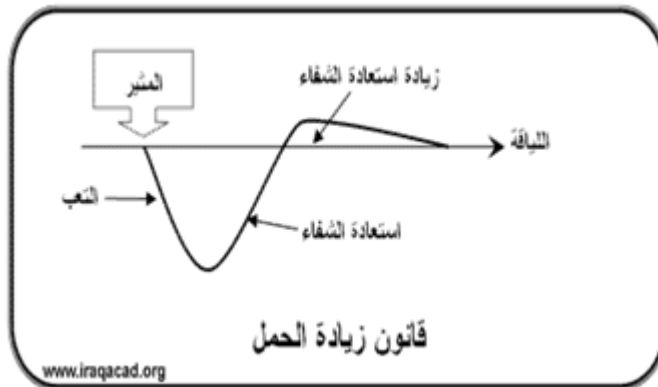 المثير
زيادة استعادة الشفاء
اللياقة
التعب
استعادة الشفاء
قانون زيادة الحمل
www.iraqacad.org